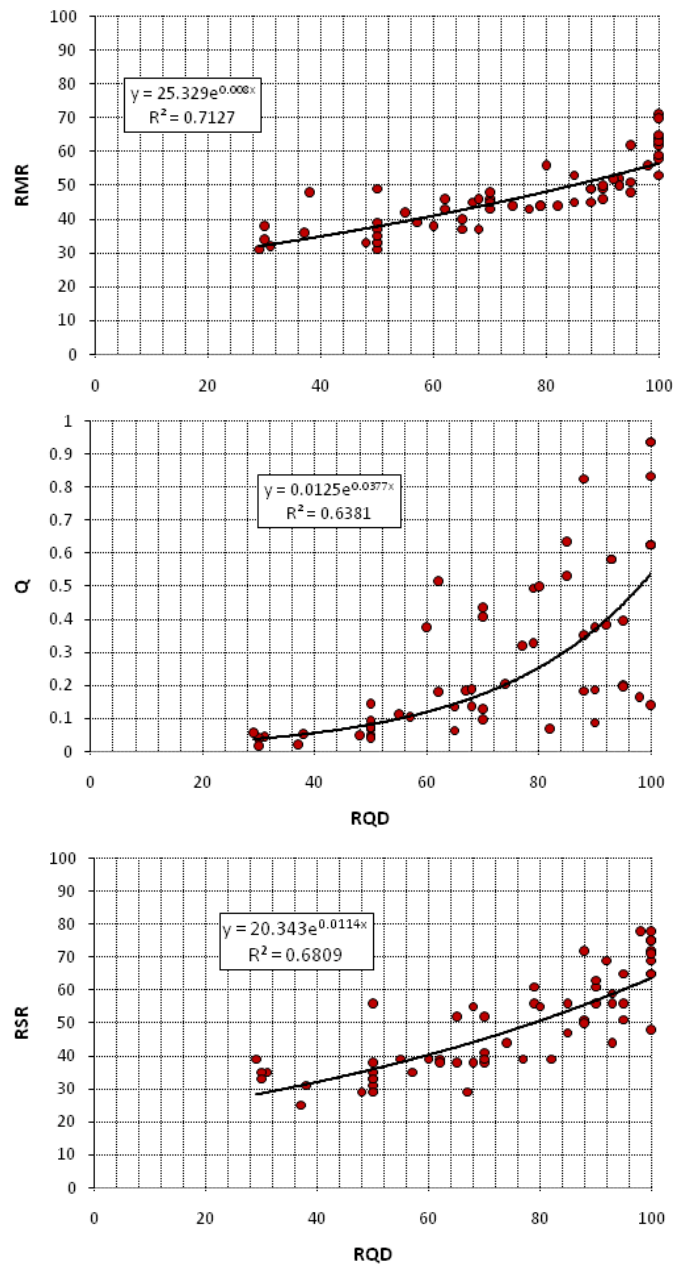 100
90
80
y = 25.329e^0.008x
R² = 0.7127
70
60
RMR
50
40
30
20
10
0
0 20 40 60 80 100
1
0.9
0.8
y = 0.0125e^0.0377x
R² = 0.6381
0.7
0.6
Q
0.5
0.4
0.3
0.2
0.1
0
0 20 40 60 80 100
RQD
100
90
80
y = 20.343e^0.0114x
R² = 0.6809
70
60
RSR
50
40
30
20
10
0
0 20 40 60 80 100
RQD